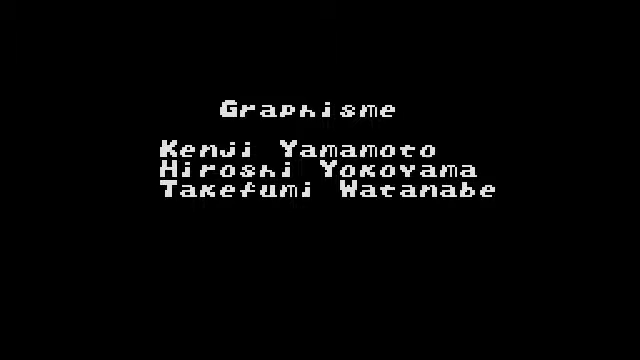 Graphisme
Kenji Yamamoto
Hiroshi Yokoyama
Takefumi Watanabe